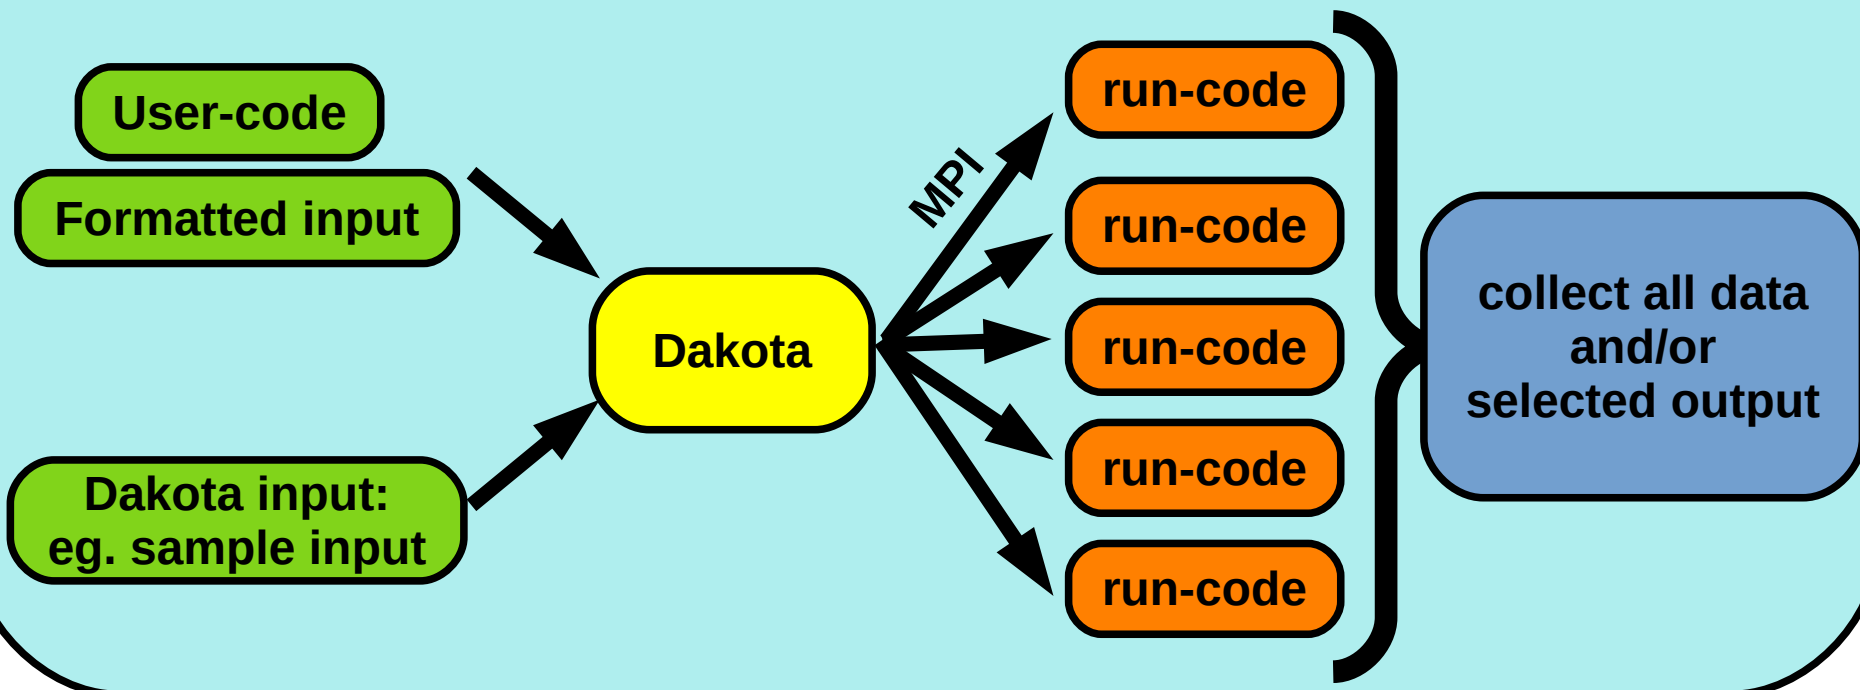 User-code
Formatted input
Dakota input:
eg. sample input
Dakota
MPI
run-code
run-code
run-code
run-code
run-code
collect all data
and/or
selected output